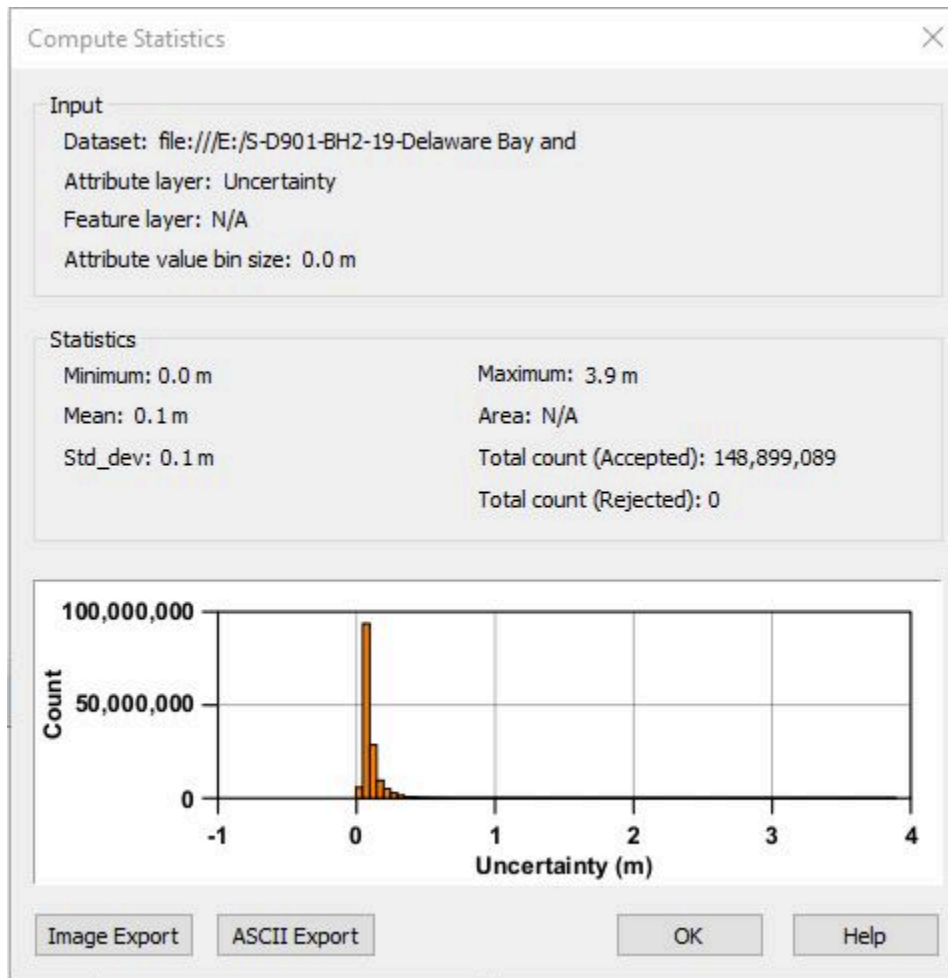 Compute Statistics
Input
Dataset: file:///E:/S-D901-BH2-19-Delaware Bay and
Attribute layer: Uncertainty
Feature layer: N/A
Attribute value bin size: 0.0 m
Statistics
Minimum: 0.0 m
Maximum: 3.9 m
Mean: 0.1 m
Area: N/A
Std_dev: 0.1 m
Total count (Accepted): 148,899,089
Total count (Rejected): 0
100,000,000
50,000,000
0
Count
-1 0 1 2 3 4
Uncertainty (m)
Image Export ASCII Export OK Help